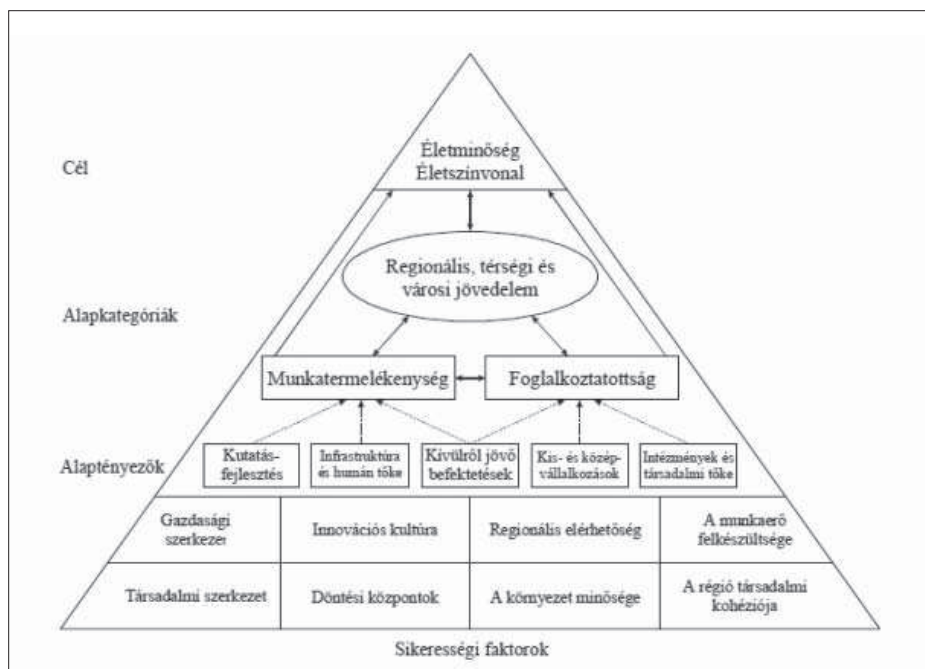 Cél
Életminőség
Életszínvonal
Regionális, térségi és
városi jövedelem
Alapkategóriák
Munkatermelékenység
Foglalkoztatottság
Alaptényezők
Kutatás-
fejlesztés
Infrastruktúra
és humán tőke
Kívülről jövő
befektetések
Kis- és közép-
vállalkozások
Intézmények és
társadalmi tőke
Gazdasági
szerkezet
Innovációs kultúra
Regionális elérhetőség
A munkaerő
felkészültsége
Társadalmi szerkezet
Döntési központok
A környezet minősége
A régió társadalmi
kohéziója
Sikerességi faktorok